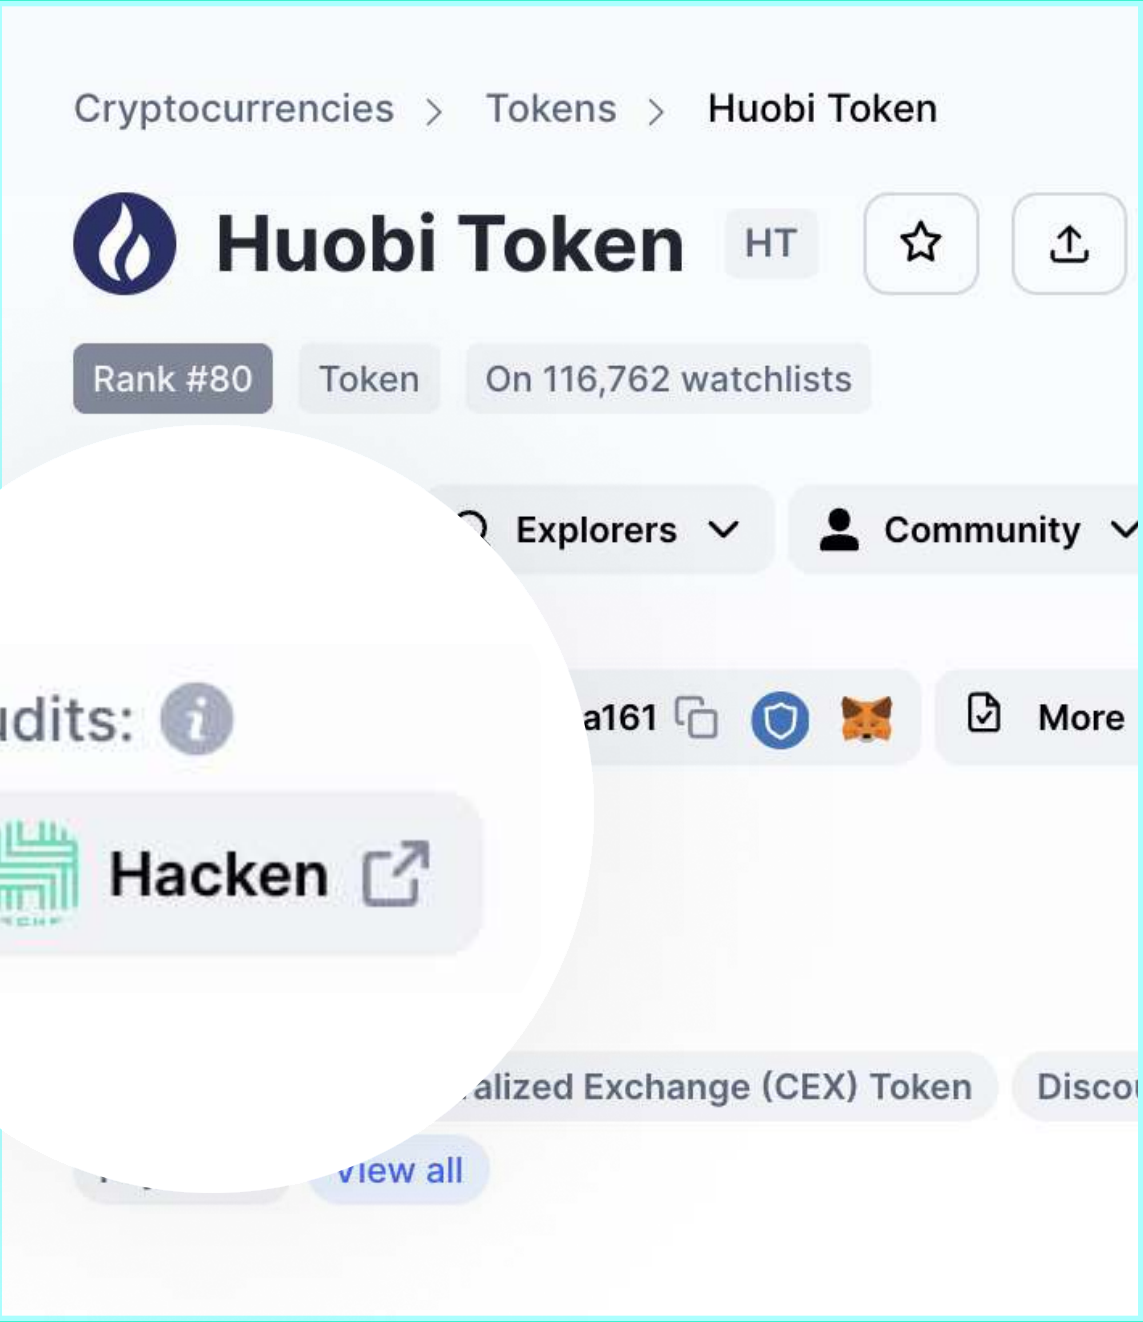 Cryptocurrencies > Tokens > Huobi Token
Huobi Token HT
Rank #80 Token On 116,762 watchlists
Explorers Community
udits:
a161 More
Hacken
alized Exchange (CEX) Token Discou
View all